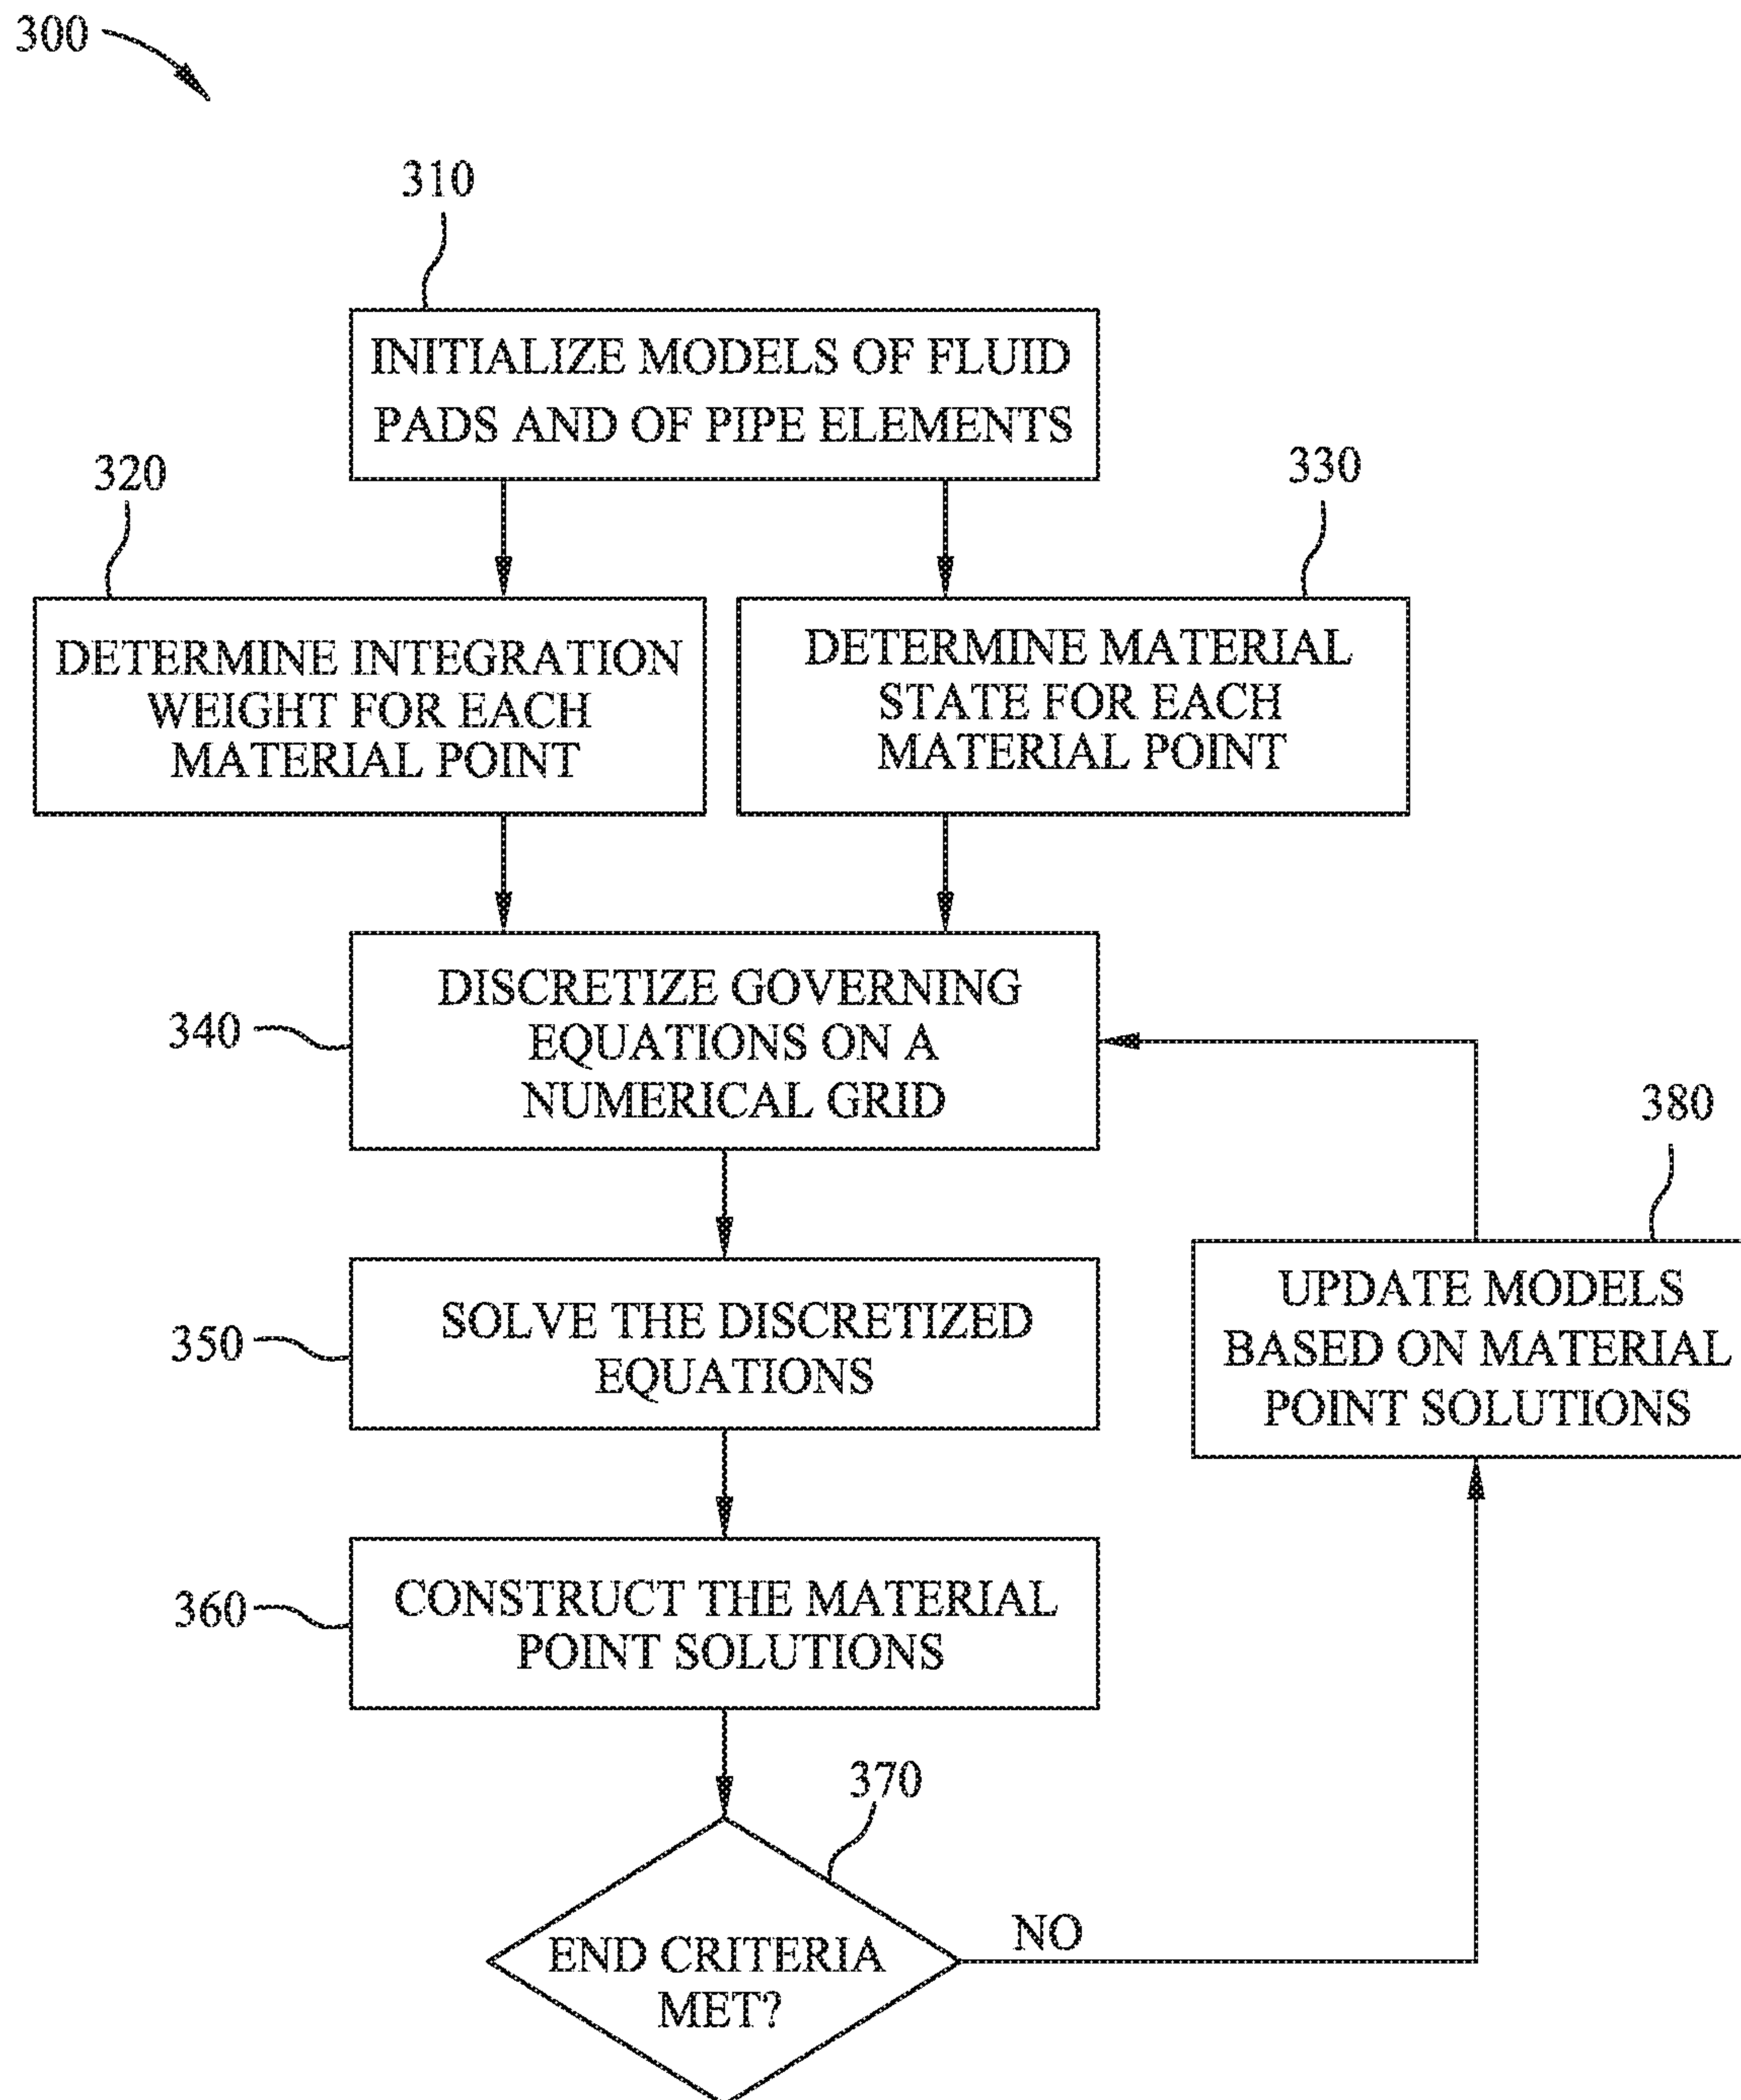 300
310
INITIALIZE MODELS OF FLUID
PADS AND OF PIPE ELEMENTS
320
330
DETERMINE INTEGRATION
WEIGHT FOR EACH
MATERIAL POINT
DETERMINE MATERIAL
STATE FOR EACH
MATERIAL POINT
340
DISCRETIZE GOVERNING
EQUATIONS ON A
NUMERICAL GRID
380
UPDATE MODELS
BASED ON MATERIAL
POINT SOLUTIONS
350
SOLVE THE DISCRETIZED
EQUATIONS
360
CONSTRUCT THE MATERIAL
POINT SOLUTIONS
370
END CRITERIA
MET?
NO